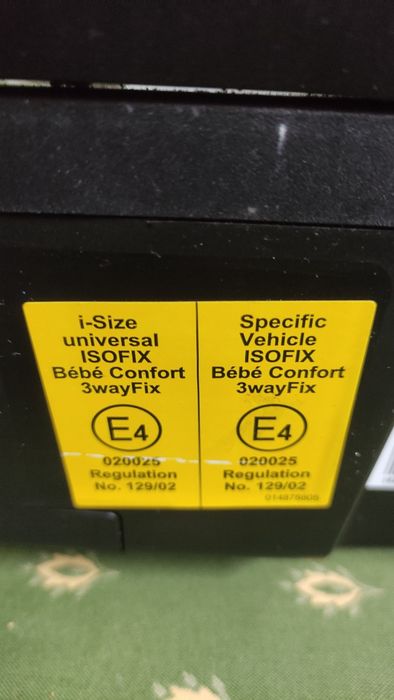 i-Size
universal
ISOFIX
Bébé Confort
3wayFix
E4
020025
Regulation
No. 129/02
Specific
Vehicle
ISOFIX
Bébé Confort
3wayFix
E4
020025
Regulation
No. 129/02